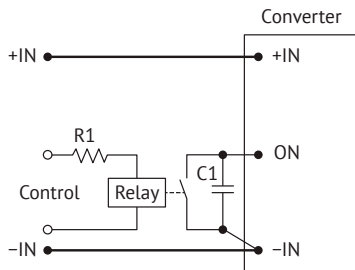 Converter
+IN
+IN
R1
ON
C1
Control
Relay
−IN
−IN